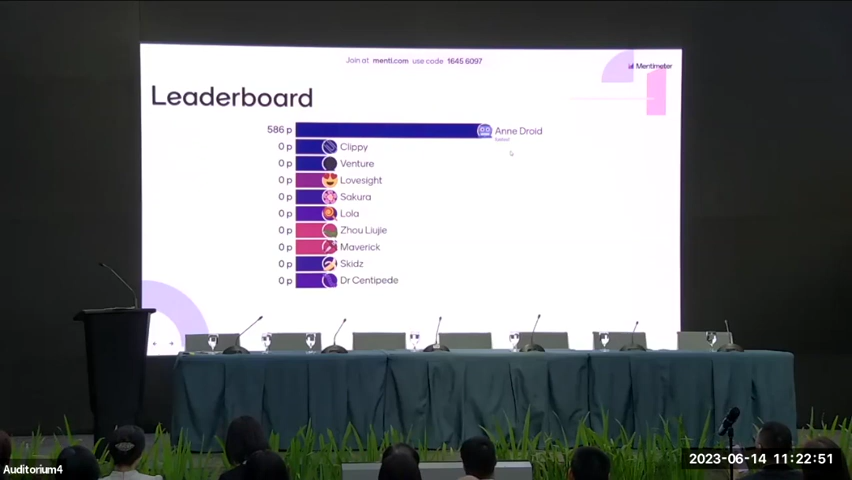 Join at menti.com use code 1645 6097
Mentimeter
Leaderboard
586 p Anne Droid
0 p Clippy
0 p Venture
0 p Lovesight
0 p Sakura
0 p Lola
0 p Zhou Liujie
0 p Maverick
0 p Skidz
0 p Dr Centipede
Auditorium4
2023-06-14 11:22:51